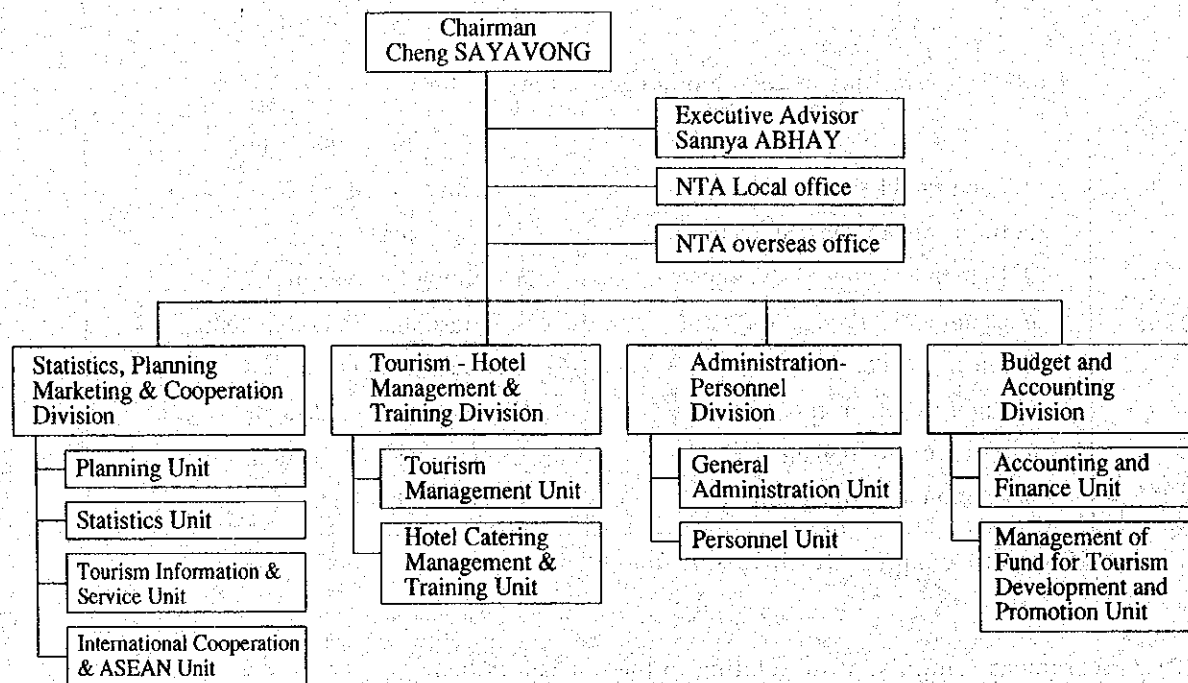 Chairman
Cheng SAYAVONG
Executive Advisor
Sannya ABHAY
NTA Local office
NTA overseas office
Statistics, Planning
Marketing & Cooperation
Division
Planning Unit
Statistics Unit
Tourism Information &
Service Unit
International Cooperation
& ASEAN Unit
Tourism - Hotel
Management &
Training Division
Tourism
Management Unit
Hotel Catering
Management &
Training Unit
Administration-
Personnel
Division
General
Administration Unit
Personnel Unit
Budget and
Accounting
Division
Accounting and
Finance Unit
Management of
Fund for Tourism
Development and
Promotion Unit